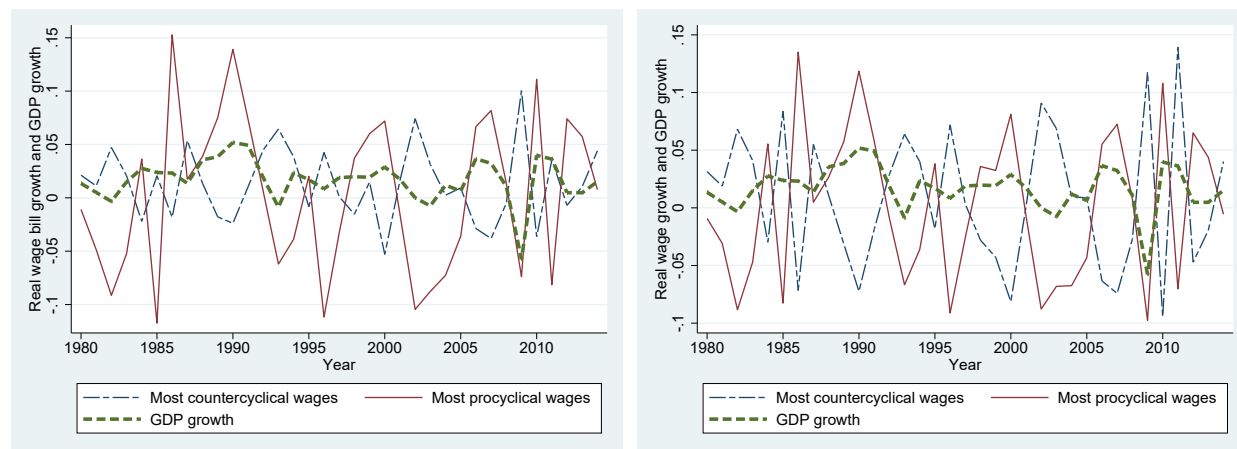 Real wage bill growth and GDP growth
.15
.1
.05
0
-.05
-.1
1980 1985 1990 1995 2000 2005 2010
Year
Most countercyclical wages Most procyclical wages
GDP growth
Real wage growth and GDP growth
.15
.1
.05
0
-.05
-.1
1980 1985 1990 1995 2000 2005 2010
Year
Most countercyclical wages Most procyclical wages
GDP growth